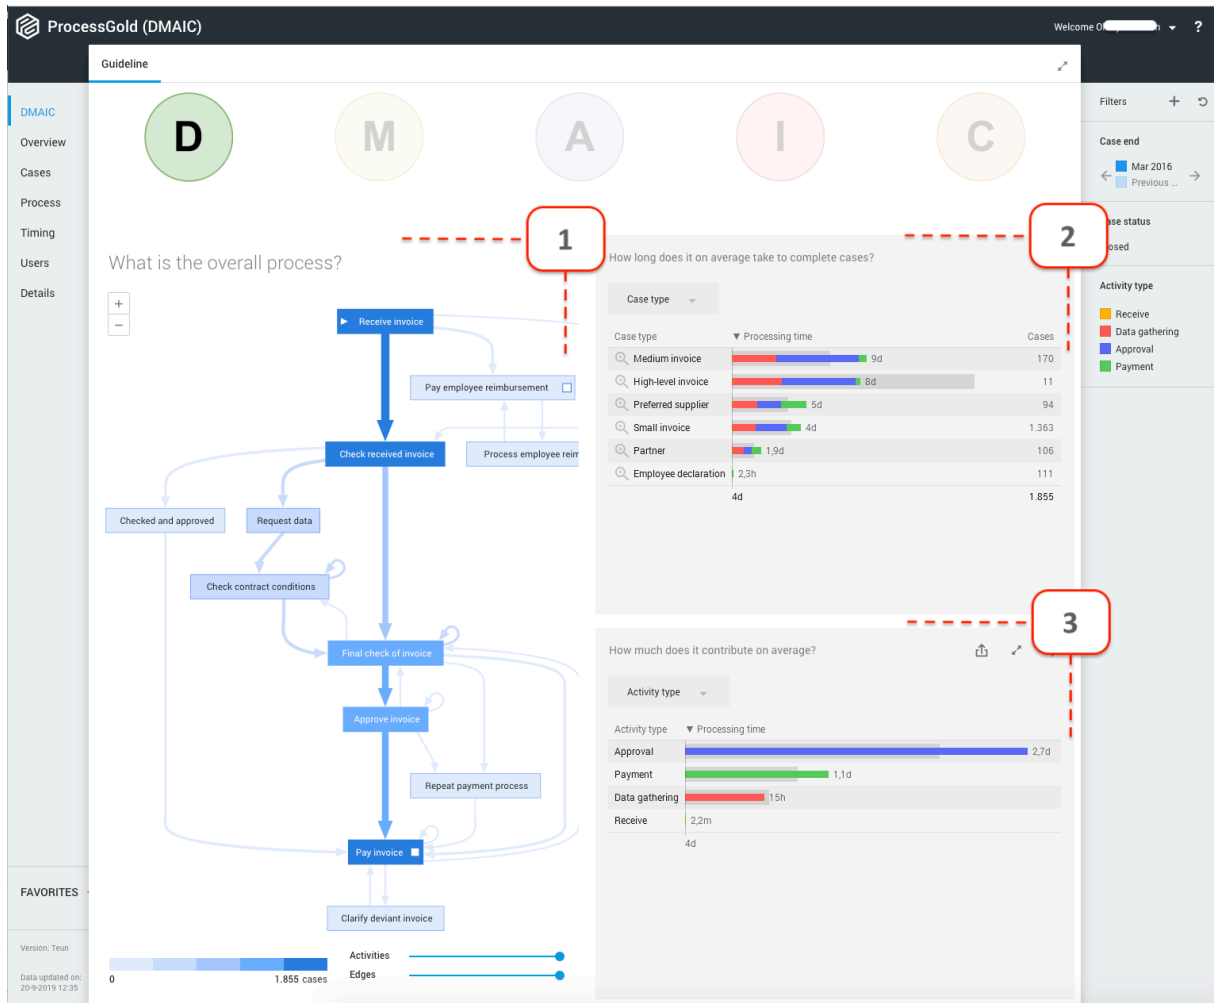 ProcessGold (DMAIC)
Welcome
?
Guideline
D
M
A
I
C
DMAIC
Overview
Cases
Process
Timing
Users
Details
FAVORITES
Version: Teun
Data updated on:
20-9-2019 12:35
1
What is the overall process?
+
−
Receive invoice
Pay employee reimbursement
Check received invoice
Process employee reim
Checked and approved
Request data
Check contract conditions
Final check of invoice
Approve invoice
Repeat payment process
Pay invoice
Clarify deviant invoice
0
1.855 cases
Activities
Edges
2
How long does it on average take to complete cases?
Case type
Case type ▼ Processing time Cases
Medium invoice 9d 170
High-level invoice 8d 11
Preferred supplier 5d 94
Small invoice 4d 1.363
Partner 1,9d 106
Employee declaration 2,3h 111
4d 1.855
3
How much does it contribute on average?
Activity type
Activity type ▼ Processing time
Approval 2,7d
Payment 1,1d
Data gathering 15h
Receive 2,2m
4d
Filters +
Case end
Mar 2016
Previous ...
ase status
osed
Activity type
Receive
Data gathering
Approval
Payment